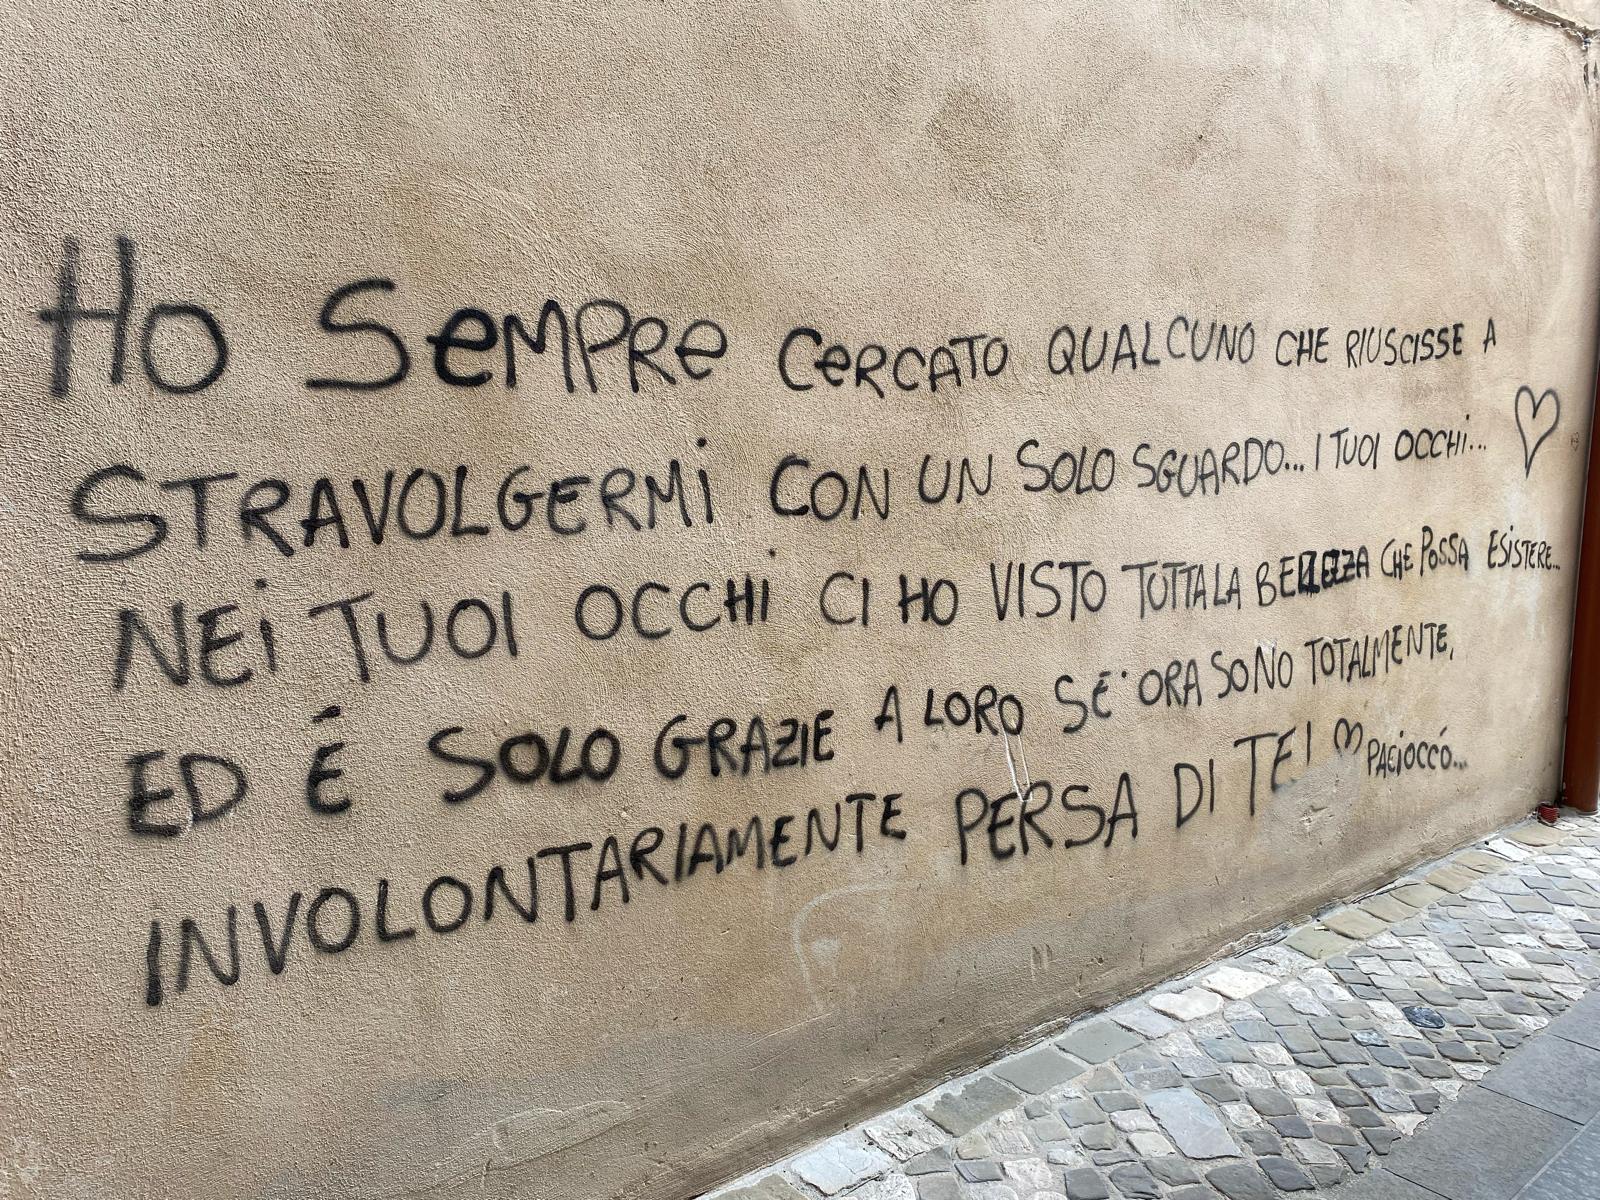 Ho SeMPRe CeRCATO QUALCUNO CHE RIUSCISSE A
STRAVOLGERMi CON UN SOLO SGUARDO... I TUOI OCCHi... ♡
NEi TUOI OCCHi CI HO VISTO TUTTA LA BELLEZZA CHE POSSA ESiSTERE...
ED É SOLO GRAZIE A LORO SE' ORA SONO TOTALMENTE,
INVOLONTARIAMENTE PERSA DI TE! ♡ PACiOCCÓ...